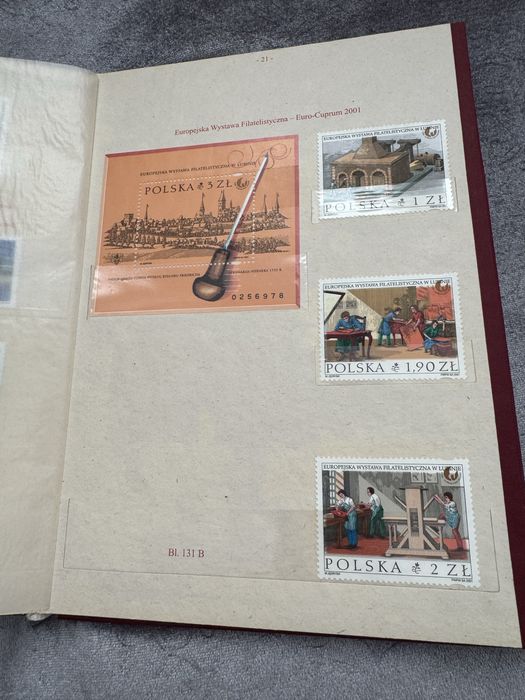 - 21 -
Europejska Wystawa Filatelistyczna – Euro-Cuprum 2001
EUROPEJSKA WYSTAWA FILATELISTYCZNA W LUBINIE
POLSKA 3 ZŁ
0256978
EUROPEJSKA WYSTAWA FILATELISTYCZNA W LUBINIE
POLSKA 1 ZŁ
EUROPEJSKA WYSTAWA FILATELISTYCZNA W LUBINIE
POLSKA 1,90 ZŁ
EUROPEJSKA WYSTAWA FILATELISTYCZNA W LUBINIE
POLSKA 2 ZŁ
Bl. 131 B